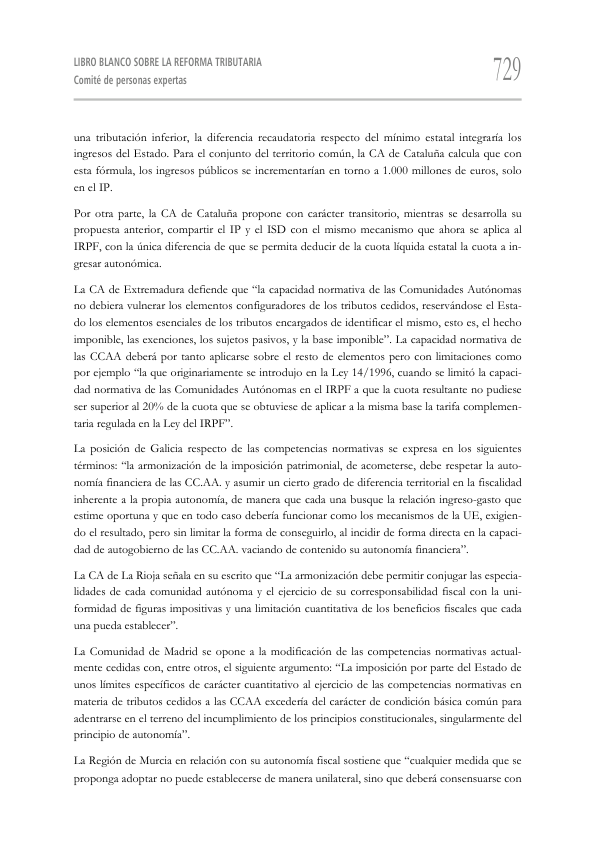 LIBRO BLANCO SOBRE LA REFORMA TRIBUTARIA
Comité de personas expertas
729
una tributación inferior, la diferencia recaudatoria respecto del mínimo estatal integraría los
ingresos del Estado. Para el conjunto del territorio común, la CA de Cataluña calcula que con
esta fórmula, los ingresos públicos se incrementarían en torno a 1.000 millones de euros, solo
en el IP.
Por otra parte, la CA de Cataluña propone con carácter transitorio, mientras se desarrolla su
propuesta anterior, compartir el IP y el ISD con el mismo mecanismo que ahora se aplica al
IRPF, con la única diferencia de que se permita deducir de la cuota líquida estatal la cuota a in-
gresar autonómica.
La CA de Extremadura defiende que “la capacidad normativa de las Comunidades Autónomas
no debiera vulnerar los elementos configuradores de los tributos cedidos, reservándose el Esta-
do los elementos esenciales de los tributos encargados de identificar el mismo, esto es, el hecho
imponible, las exenciones, los sujetos pasivos, y la base imponible”. La capacidad normativa de
las CCAA deberá por tanto aplicarse sobre el resto de elementos pero con limitaciones como
por ejemplo “la que originariamente se introdujo en la Ley 14/1996, cuando se limitó la capaci-
dad normativa de las Comunidades Autónomas en el IRPF a que la cuota resultante no pudiese
ser superior al 20% de la cuota que se obtuviese de aplicar a la misma base la tarifa complemen-
taria regulada en la Ley del IRPF”.
La posición de Galicia respecto de las competencias normativas se expresa en los siguientes
términos: “la armonización de la imposición patrimonial, de acometerse, debe respetar la auto-
nomía financiera de las CC.AA. y asumir un cierto grado de diferencia territorial en la fiscalidad
inherente a la propia autonomía, de manera que cada una busque la relación ingreso-gasto que
estime oportuna y que en todo caso debería funcionar como los mecanismos de la UE, exigien-
do el resultado, pero sin limitar la forma de conseguirlo, al incidir de forma directa en la capaci-
dad de autogobierno de las CC.AA. vaciando de contenido su autonomía financiera”.
La CA de La Rioja señala en su escrito que “La armonización debe permitir conjugar las especia-
lidades de cada comunidad autónoma y el ejercicio de su corresponsabilidad fiscal con la uni-
formidad de figuras impositivas y una limitación cuantitativa de los beneficios fiscales que cada
una pueda establecer”.
La Comunidad de Madrid se opone a la modificación de las competencias normativas actual-
mente cedidas con, entre otros, el siguiente argumento: “La imposición por parte del Estado de
unos límites específicos de carácter cuantitativo al ejercicio de las competencias normativas en
materia de tributos cedidos a las CCAA excedería del carácter de condición básica común para
adentrarse en el terreno del incumplimiento de los principios constitucionales, singularmente del
principio de autonomía”.
La Región de Murcia en relación con su autonomía fiscal sostiene que “cualquier medida que se
proponga adoptar no puede establecerse de manera unilateral, sino que deberá consensuarse con